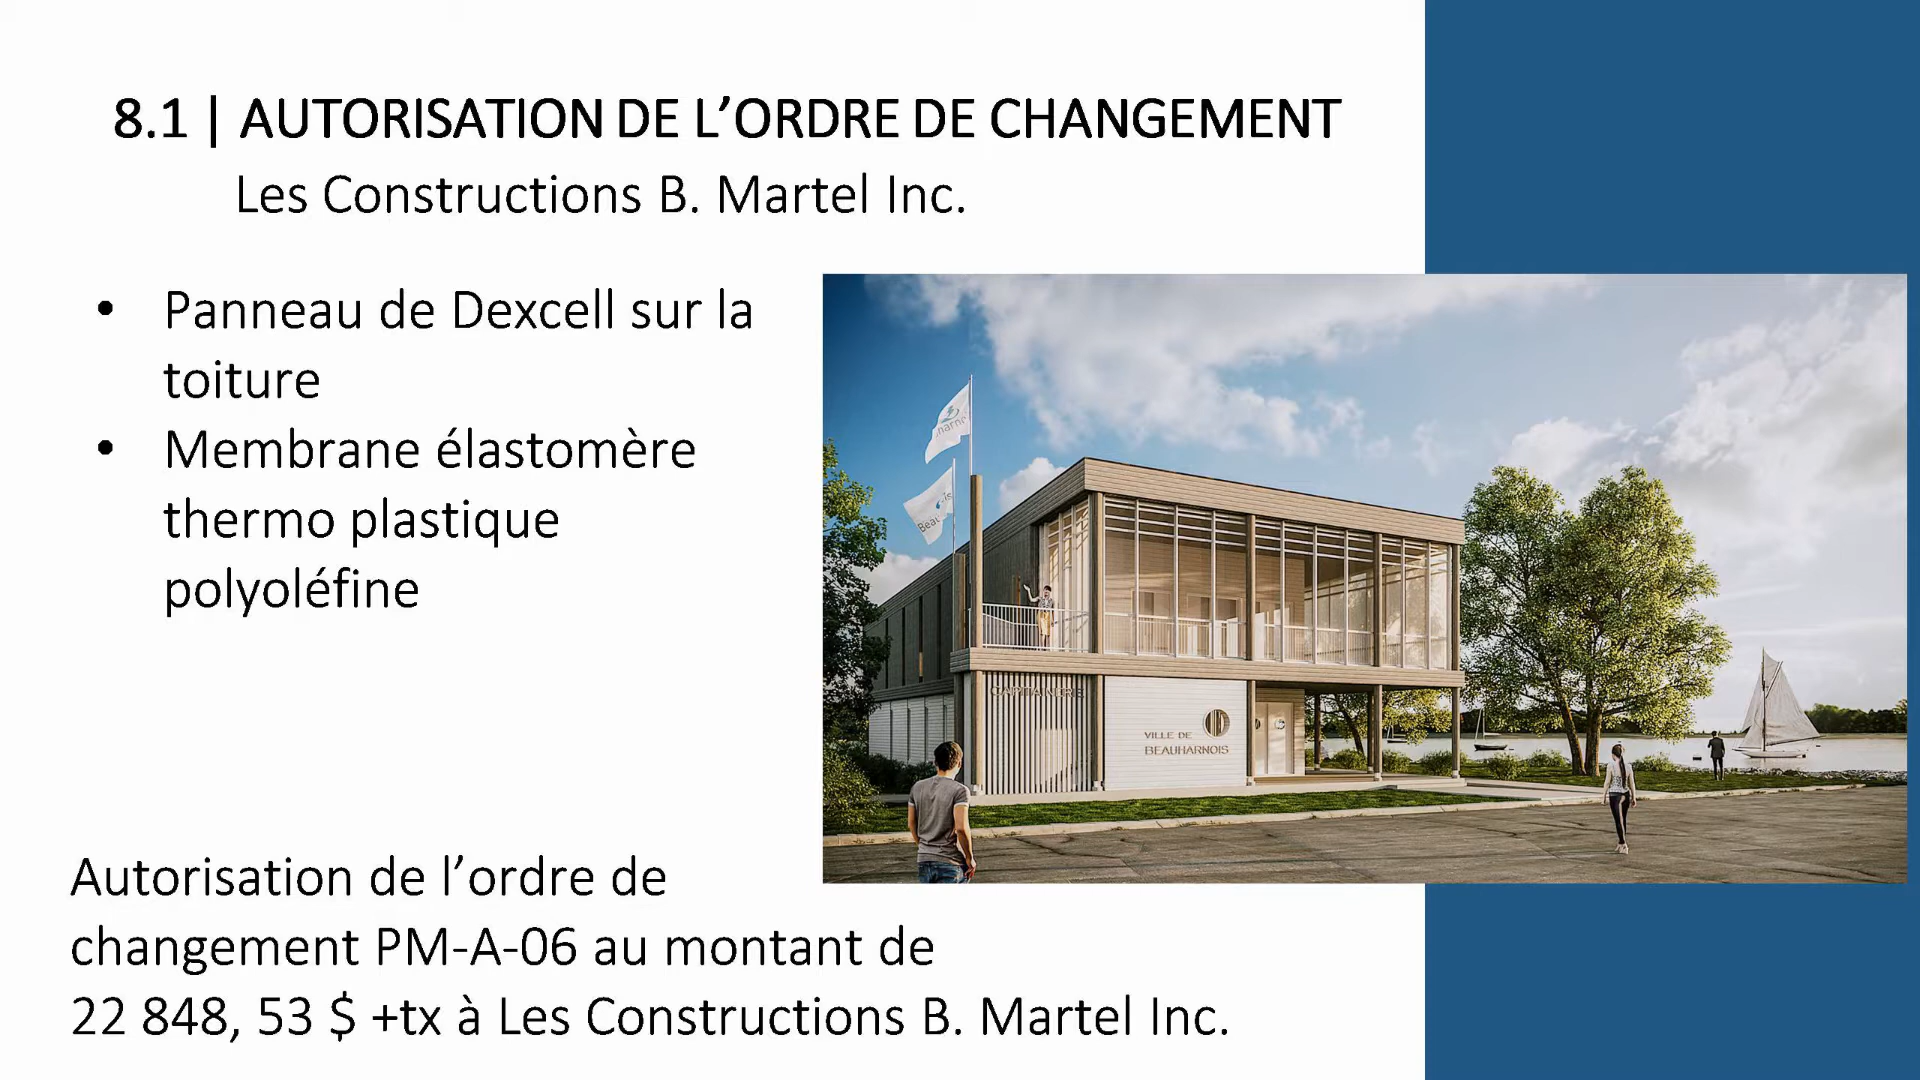 8.1 | AUTORISATION DE L’ORDRE DE CHANGEMENT
Les Constructions B. Martel Inc.
• Panneau de Dexcell sur la
toiture
• Membrane élastomère
thermo plastique
polyoléfine
CAPITAINERIE
VILLE DE
BEAUHARNOIS
Autorisation de l’ordre de
changement PM-A-06 au montant de
22 848, 53 $ +tx à Les Constructions B. Martel Inc.